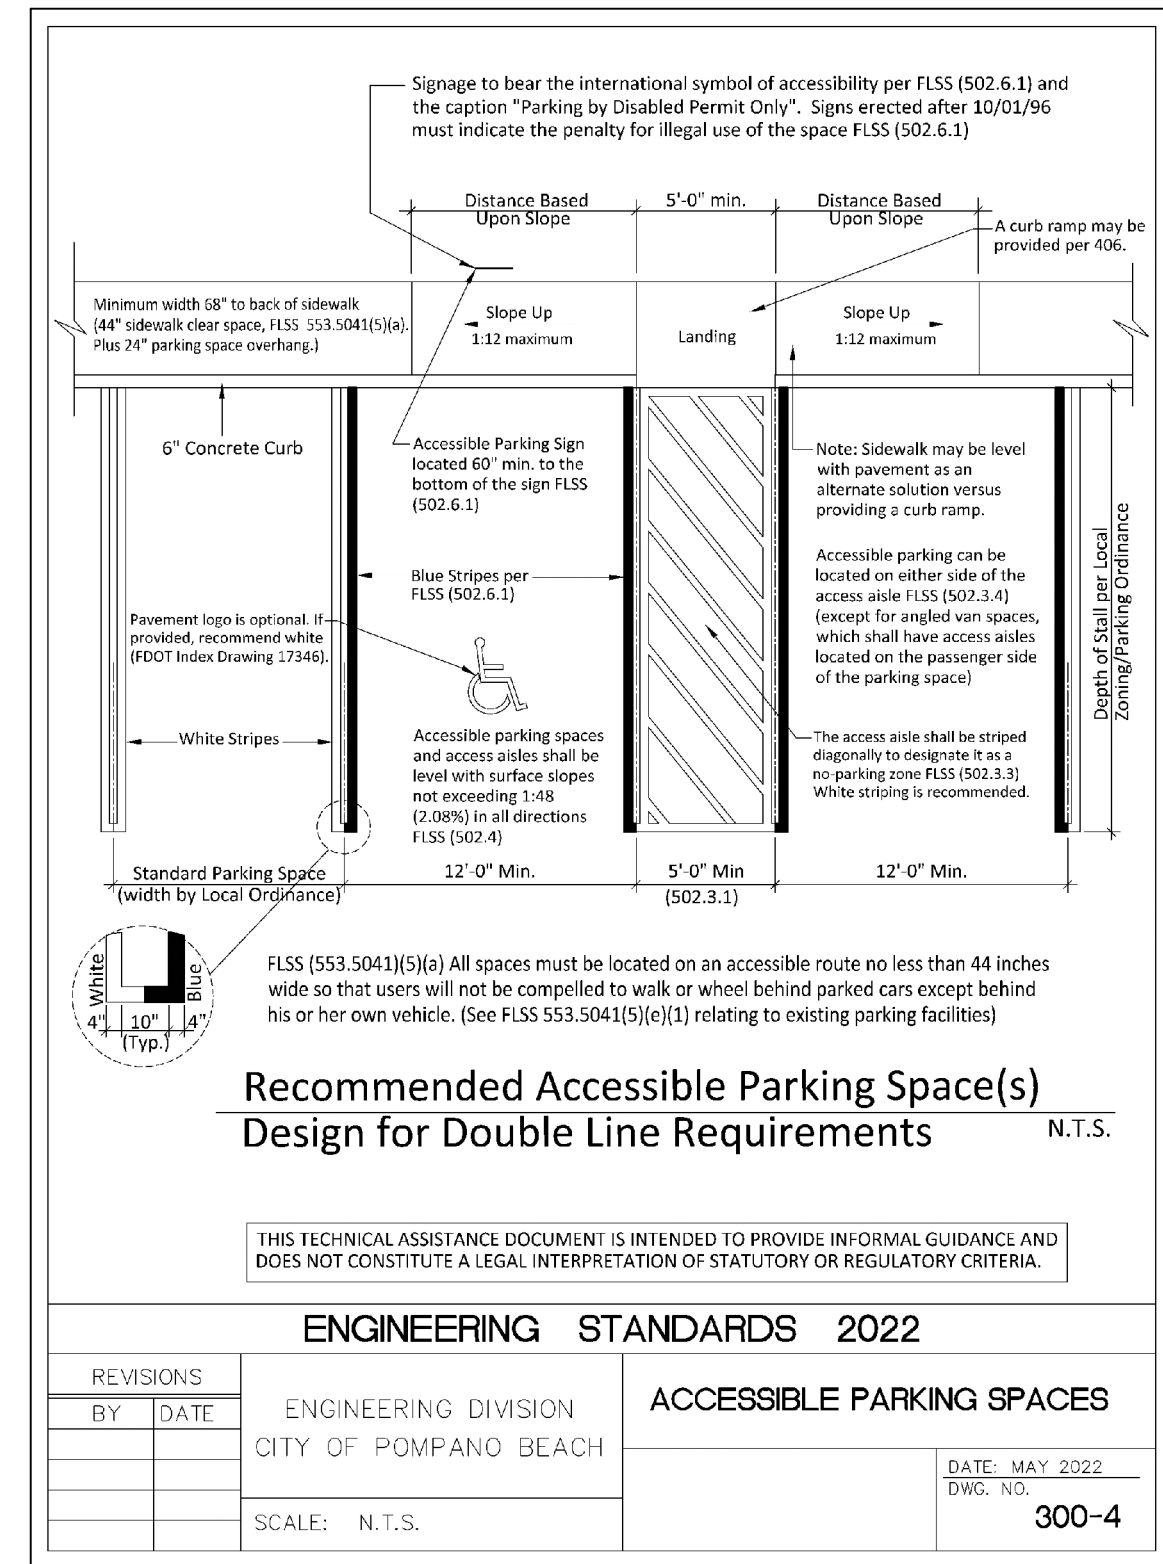 Signage to bear the international symbol of accessibility per FLSS (502.6.1) and
the caption "Parking by Disabled Permit Only".  Signs erected after 10/01/96
must indicate the penalty for illegal use of the space FLSS (502.6.1)
Distance Based
Upon Slope
5'-0" min.
Distance Based
Upon Slope
A curb ramp may be
provided per 406.
Minimum width 68" to back of sidewalk
(44" sidewalk clear space, FLSS  553.5041(5)(a).
Plus 24" parking space overhang.)
Slope Up
1:12 maximum
Landing
Slope Up
1:12 maximum
6" Concrete Curb
Accessible Parking Sign
located 60" min. to the
bottom of the sign FLSS
(502.6.1)
Note: Sidewalk may be level
with pavement as an
alternate solution versus
providing a curb ramp.
Blue Stripes per
FLSS (502.6.1)
Accessible parking can be
located on either side of the
access aisle FLSS (502.3.4)
(except for angled van spaces,
which shall have access aisles
located on the passenger side
of the parking space)
Depth of Stall per Local
Zoning/Parking Ordinance
Pavement logo is optional. If
provided, recommend white
(FDOT Index Drawing 17346).
White Stripes
Accessible parking spaces
and access aisles shall be
level with surface slopes
not exceeding 1:48
(2.08%) in all directions
FLSS (502.4)
The access aisle shall be striped
diagonally to designate it as a
no-parking zone FLSS (502.3.3)
White striping is recommended.
Standard Parking Space
(width by Local Ordinance)
12'-0" Min.
5'-0" Min
(502.3.1)
12'-0" Min.
White
Blue
4"
10"
(Typ.)
4"
FLSS (553.5041)(5)(a) All spaces must be located on an accessible route no less than 44 inches
wide so that users will not be compelled to walk or wheel behind parked cars except behind
his or her own vehicle. (See FLSS 553.5041(5)(e)(1) relating to existing parking facilities)
Recommended Accessible Parking Space(s)
Design for Double Line Requirements
N.T.S.
THIS TECHNICAL ASSISTANCE DOCUMENT IS INTENDED TO PROVIDE INFORMAL GUIDANCE AND
DOES NOT CONSTITUTE A LEGAL INTERPRETATION OF STATUTORY OR REGULATORY CRITERIA.
ENGINEERING STANDARDS 2022
REVISIONS
BY
DATE
ENGINEERING DIVISION
CITY OF POMPANO BEACH
SCALE: N.T.S.
ACCESSIBLE PARKING SPACES
DATE: MAY 2022
DWG. NO.
300-4